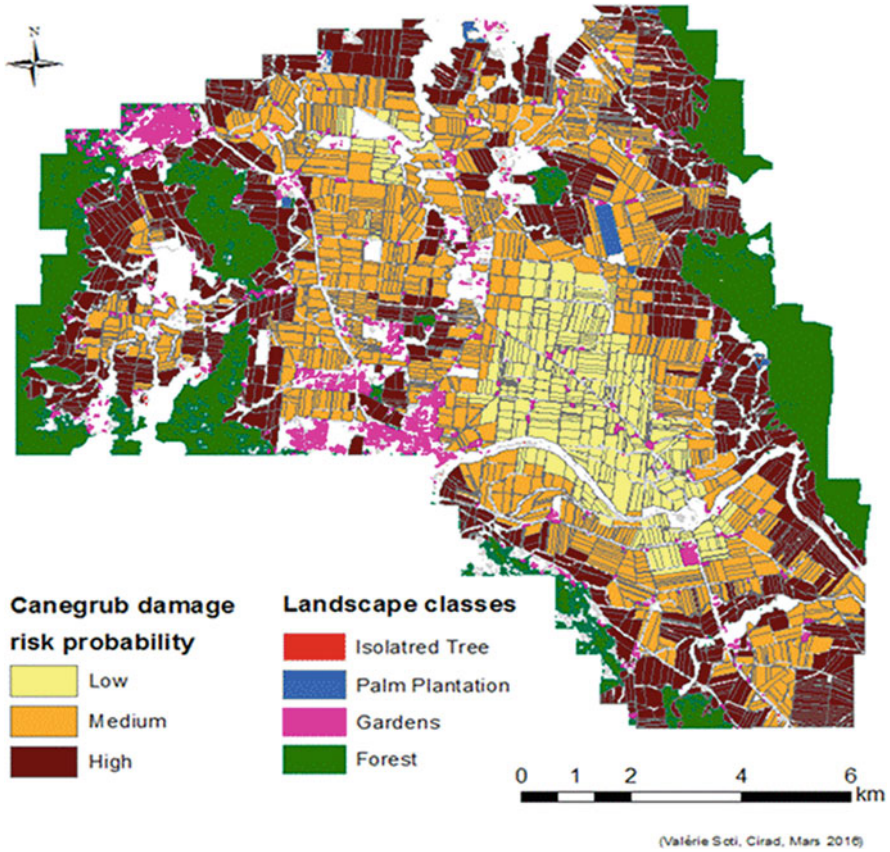 N
Canegrub damage
risk probability
Low
Medium
High
Landscape classes
Isolatred Tree
Palm Plantation
Gardens
Forest
0 1 2 4 6
km
(Valérie Soti, Cirad, Mars 2016)